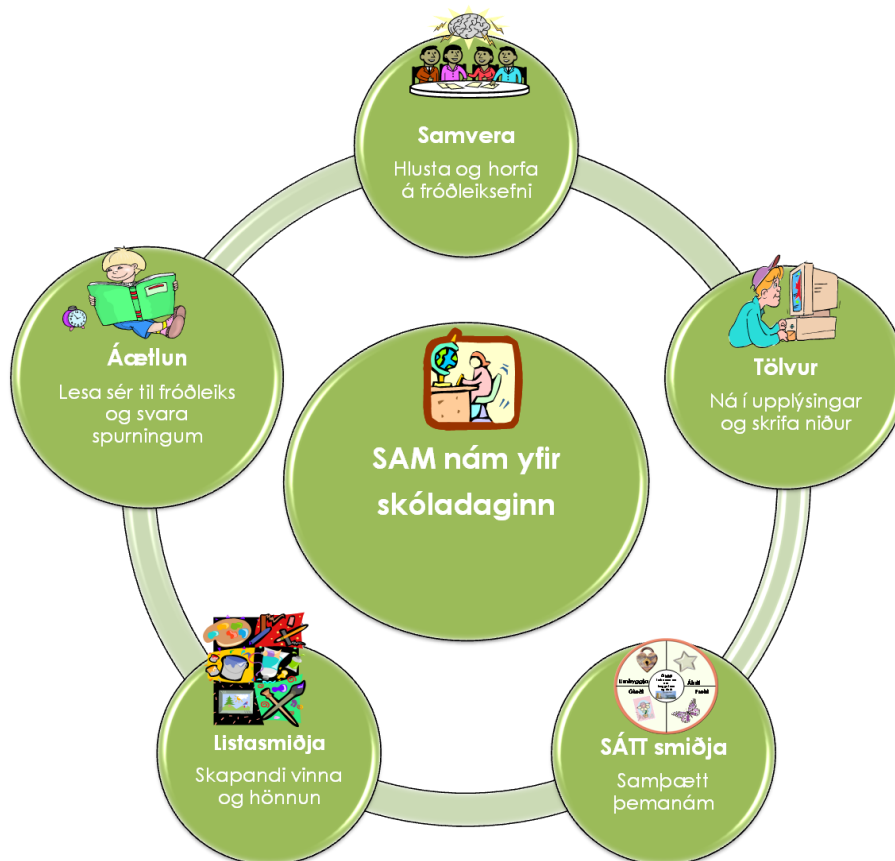 Samvera
Hlusta og horfa
á fróðleiksefni
Tölvur
Ná í upplýsingar
og skrifa niður
SÁTT smiðja
Samþætt
þemanám
Listasmiðja
Skapandi vinna
og hönnun
Ácetlun
Lesa sér til fróðleiks
og svara
spurningum
SAM nám yfir
skóladaginn